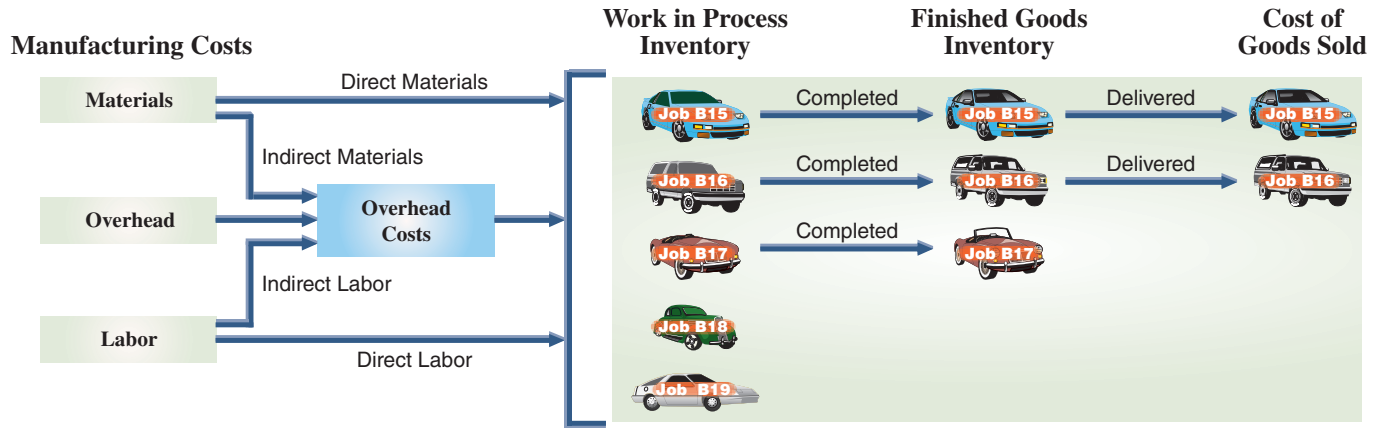 Manufacturing Costs
Work in Process
Inventory
Finished Goods
Inventory
Cost of
Goods Sold
Materials
Direct Materials
Indirect Materials
Overhead
Overhead
Costs
Indirect Labor
Labor
Direct Labor
Job B15
Completed
Job B15
Delivered
Job B15
Job B16
Completed
Job B16
Delivered
Job B16
Job B17
Completed
Job B17
Job B18
Job B19